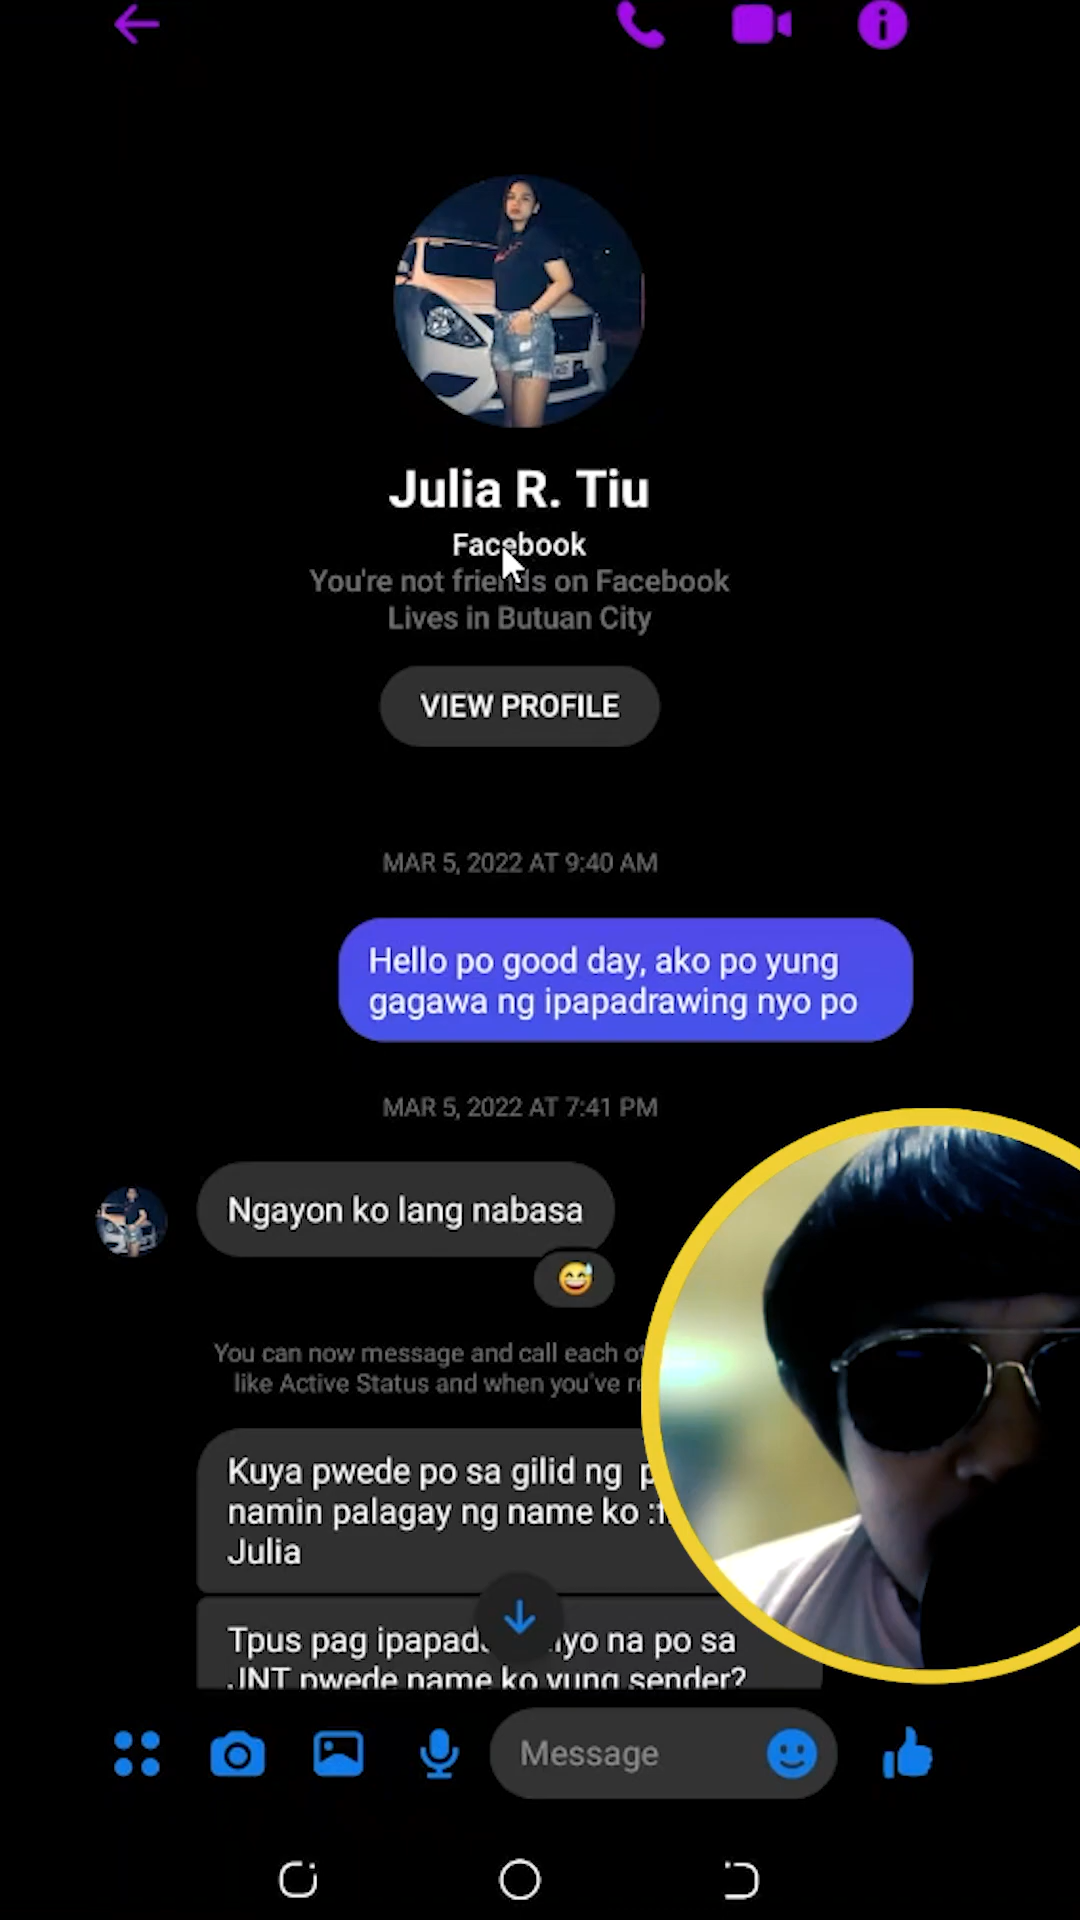 Julia R. Tiu
Facebook
You're not friends on Facebook
Lives in Butuan City
VIEW PROFILE
MAR 5, 2022 AT 9:40 AM
Hello po good day, ako po yung
gagawa ng ipapadrawing nyo po
MAR 5, 2022 AT 7:41 PM
Ngayon ko lang nabasa
You can now message and call each
like Active Status and when you've
Kuya pwede po sa gilid ng
namin palagay ng name ko
Julia
Tpus pag nyo na po sa
JNT pwede name ko yung sender?
Message